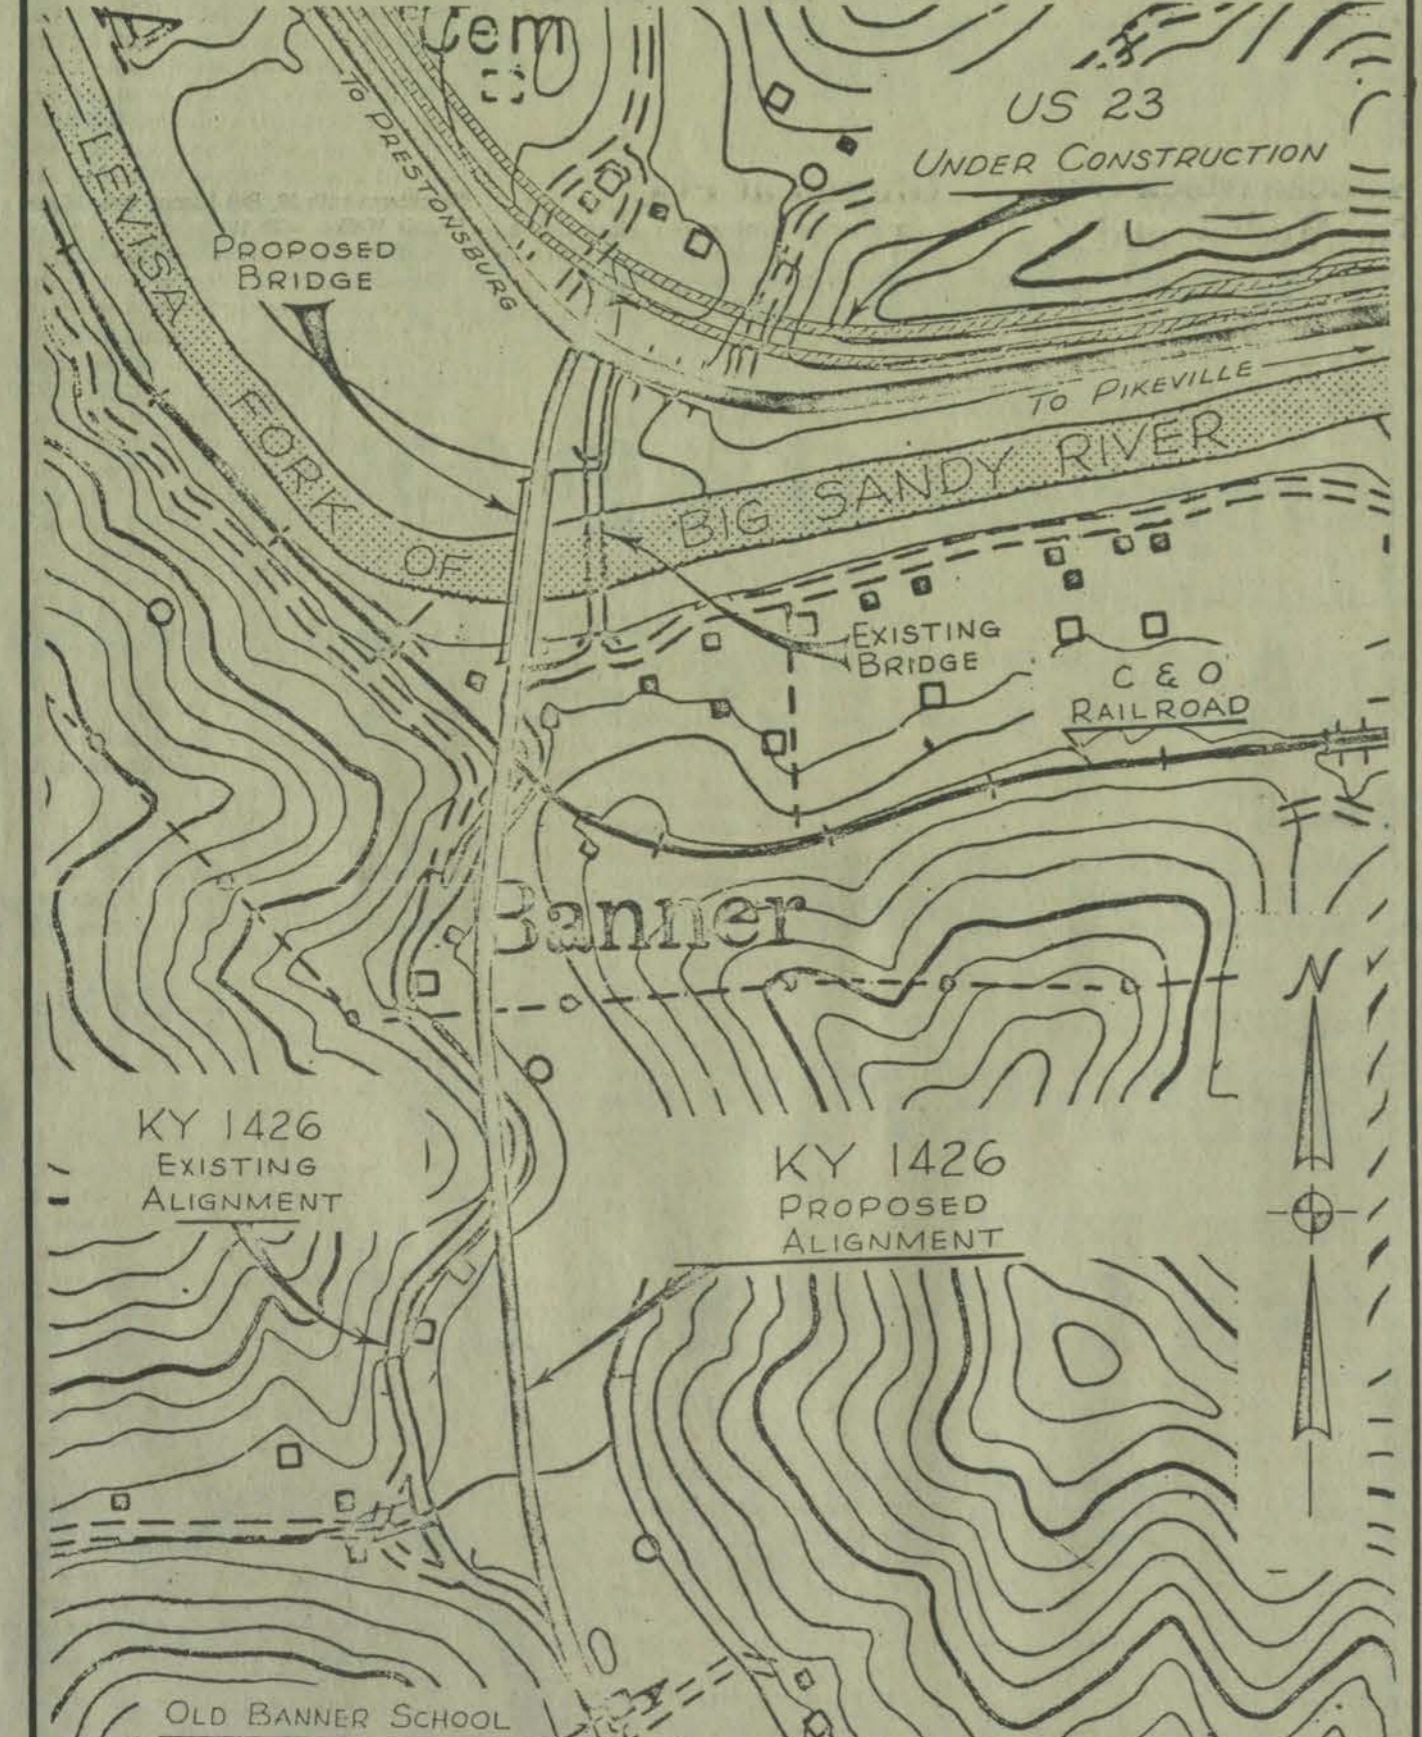 Cem
US 23
UNDER CONSTRUCTION
TO PRESTONSBURG
LEVISA FORK OF BIG SANDY RIVER
PROPOSED
BRIDGE
TO PIKEVILLE
EXISTING
BRIDGE
C & O
RAILROAD
Banner
N
KY 1426
EXISTING
ALIGNMENT
KY 1426
PROPOSED
ALIGNMENT
OLD BANNER SCHOOL